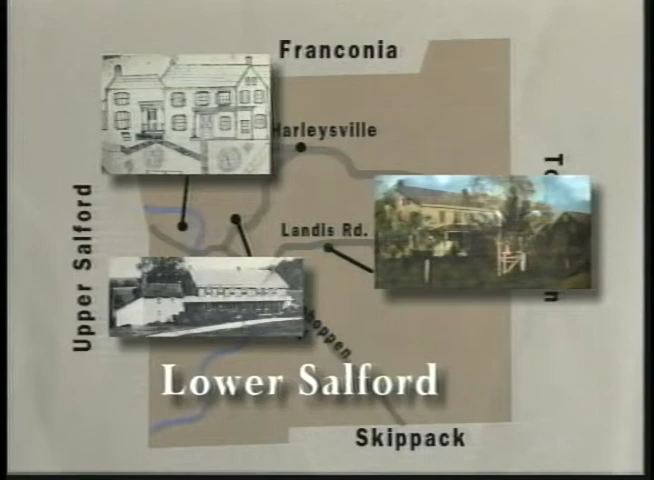 Franconia
Harleysville
Upper Salford
Landis Rd.
Lower Salford
Skippack